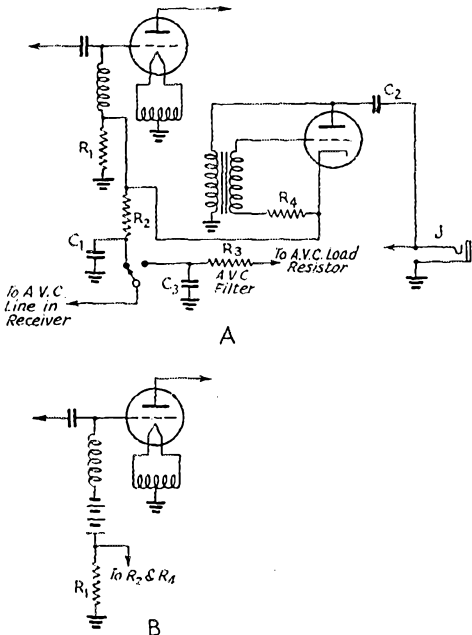 R1
C2
R4
J
R2
C1
R3
To A.V.C. Load
Resistor
A V C
Filter
C3
To A.V.C.
Line in
Receiver
A
R1
To R2 & R4
B